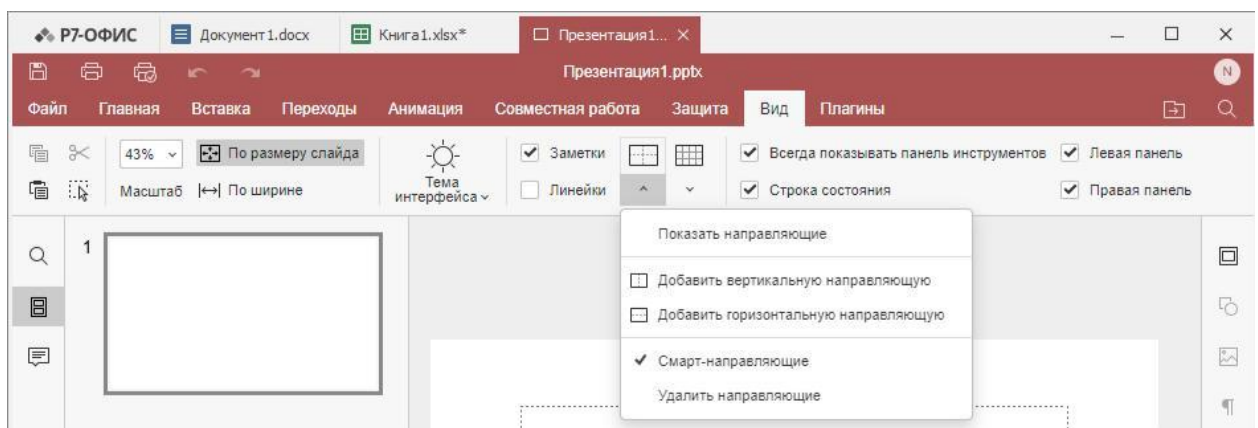 Р7-ОФИС Документ1.docx Книга1.xlsx* Презентация1...
Презентация1.pptx N
Файл Главная Вставка Переходы Анимация Совместная работа Защита Вид Плагины
43% По размеру слайда Заметки Всегда показывать панель инструментов Левая панель
Масштаб По ширине Тема интерфейса Линейки Строка состояния Правая панель
Показать направляющие
1
Добавить вертикальную направляющую
Добавить горизонтальную направляющую
Смарт-направляющие
Удалить направляющие